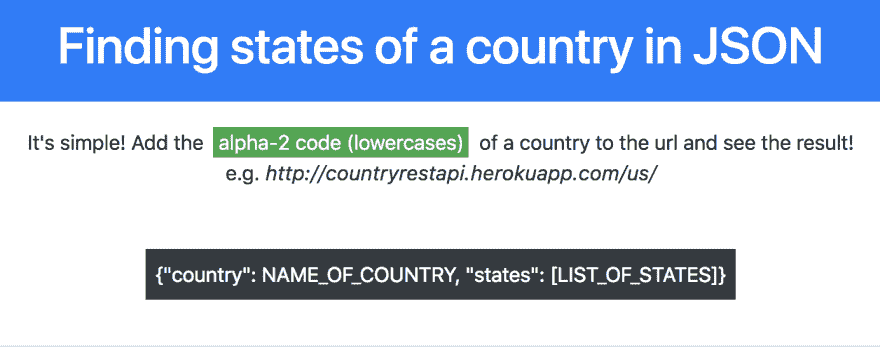 Finding states of a country in JSON
It's simple! Add the alpha-2 code (lowercases) of a country to the url and see the result!
e.g. http://countryrestapi.herokuapp.com/us/
{"country": NAME_OF_COUNTRY, "states": [LIST_OF_STATES]}